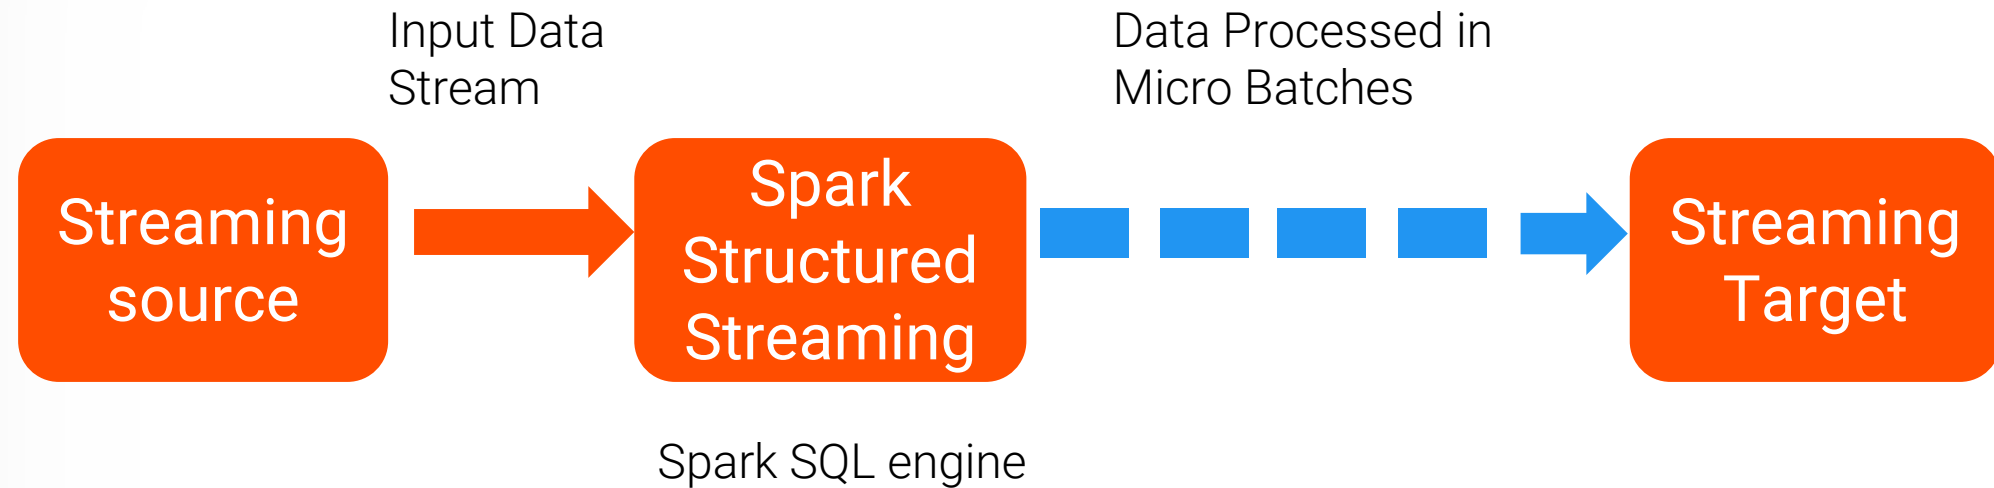 Input Data
Stream
Data Processed in
Micro Batches
Streaming
source
Spark
Structured
Streaming
Streaming
Target
Spark SQL engine